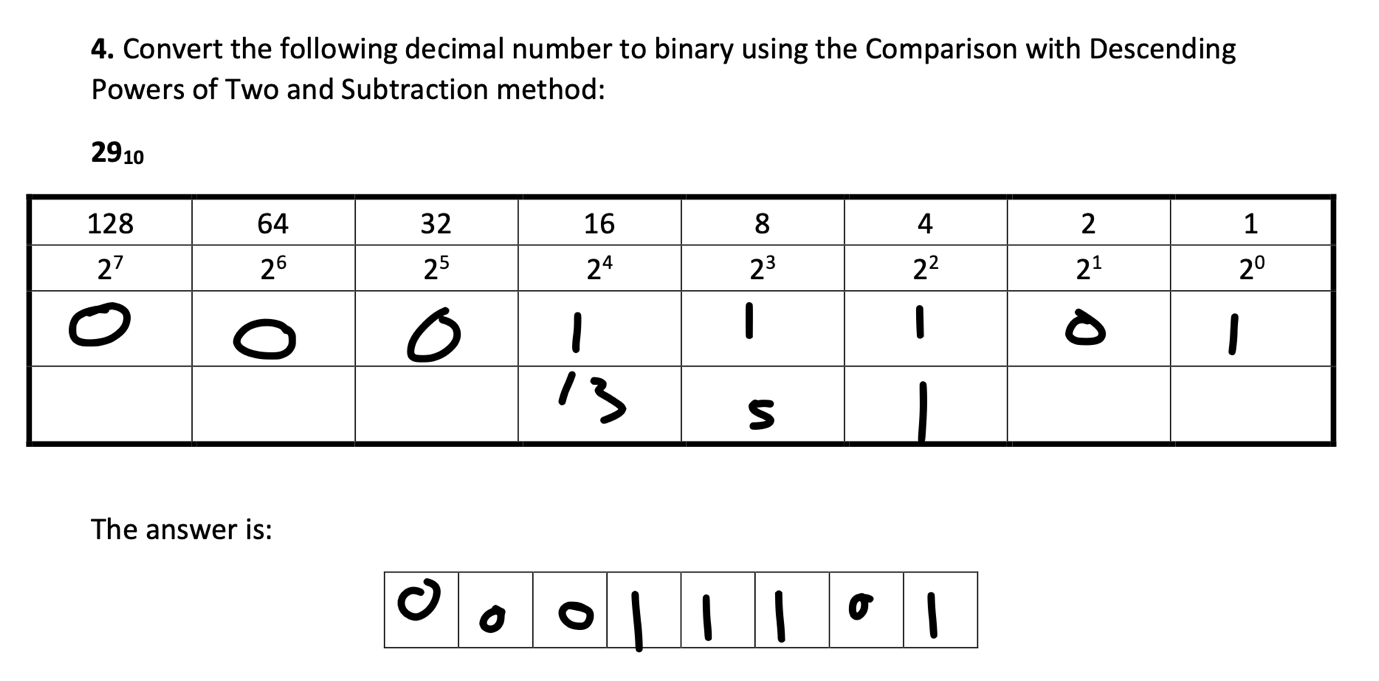 4. Convert the following decimal number to binary using the Comparison with Descending
Powers of Two and Subtraction method:
29₁₀
128 64 32 16 8 4 2 1
2⁷ 2⁶ 2⁵ 2⁴ 2³ 2² 2¹ 2⁰
0 0 0 1 1 1 0 1
13 5 1
The answer is:
0 0 0 1 1 1 0 1